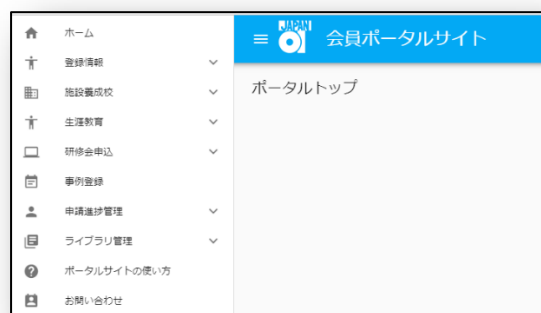 ホーム
登録情報
施設養成校
生涯教育
研修会申込
事例登録
申請進捗管理
ライブラリ管理
ポータルサイトの使い方
お問い合わせ
JAPAN
会員ポータルサイト
ポータルトップ